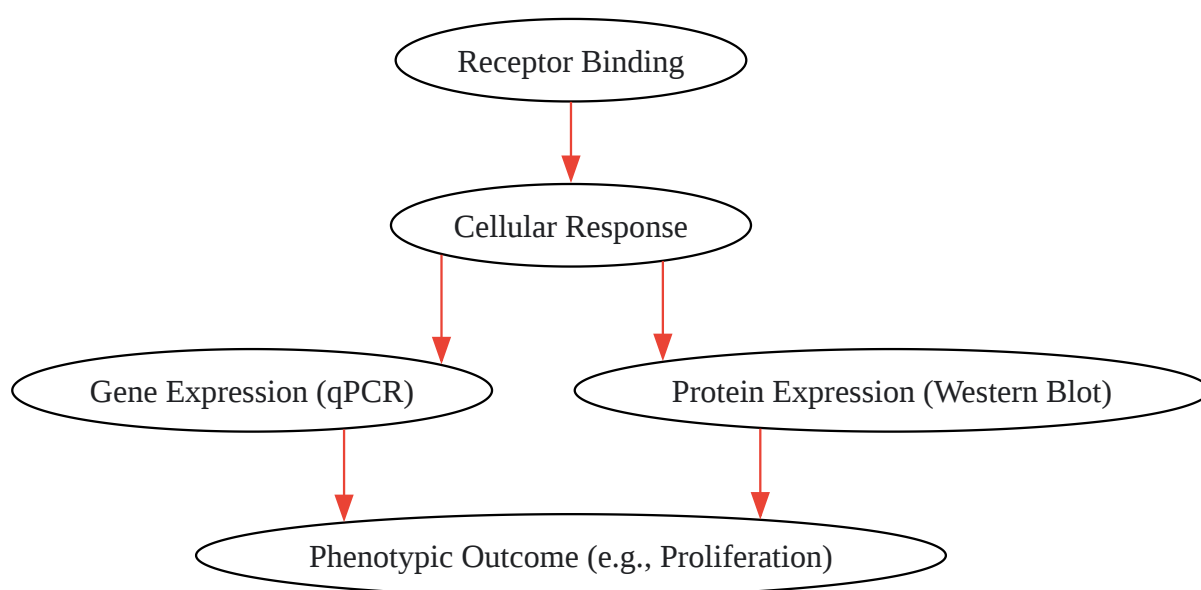 Receptor Binding
Cellular Response
Gene Expression (qPCR)
Protein Expression (Western Blot)
Phenotypic Outcome (e.g., Proliferation)